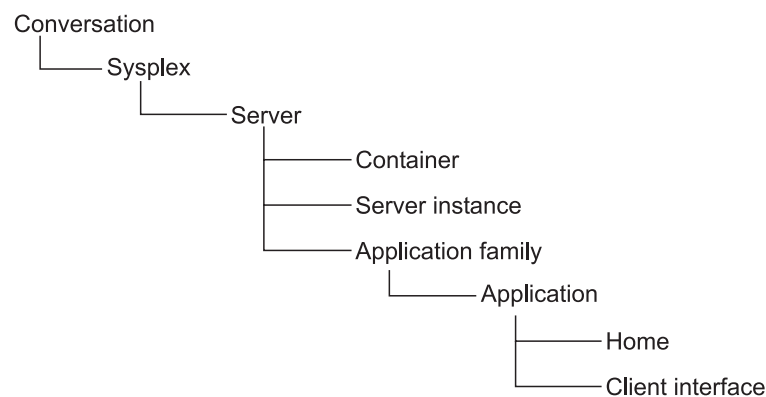 Conversation
Sysplex
Server
Container
Server instance
Application family
Application
Home
Client interface